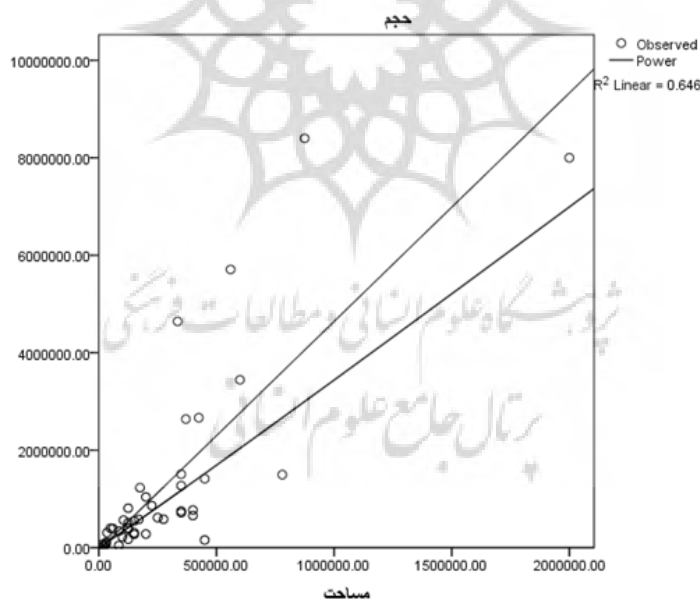 حجم
Observed
Power
R² Linear = 0.646
10000000.00
8000000.00
6000000.00
4000000.00
2000000.00
0.00
0.00 500000.00 1000000.00 1500000.00 2000000.00
مساحت
پژوهشگاه علوم انسانی و مطالعات فرهنگی
پرتال جامع علوم انسانی